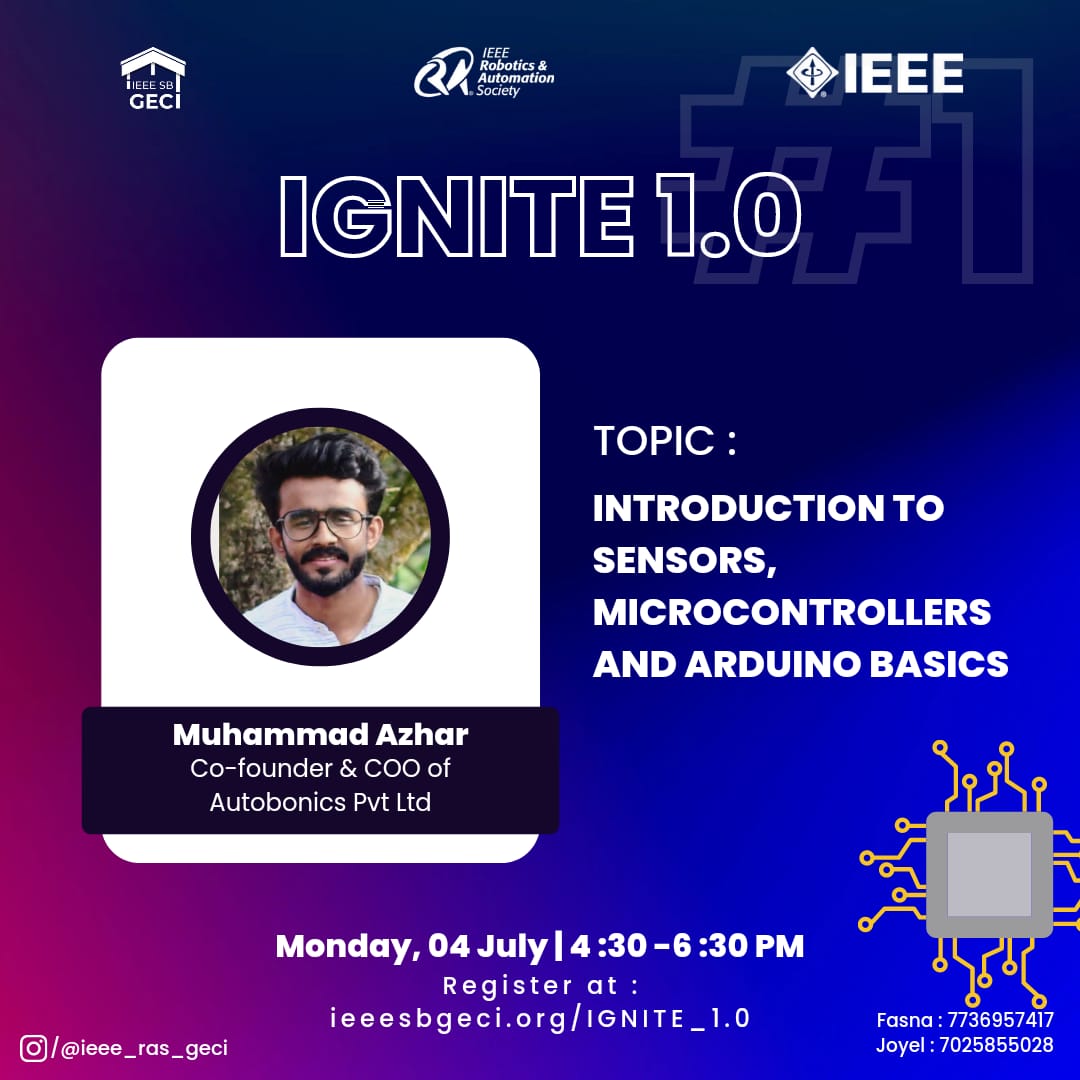 IEEE SB
GECI
IEEE
Robotics &
Automation
Society
IEEE
#1
IGNITE 1.0
TOPIC :
INTRODUCTION TO
SENSORS,
MICROCONTROLLERS
AND ARDUINO BASICS
Muhammad Azhar
Co-founder & COO of
Autobonics Pvt Ltd
Monday, 04 July | 4 :30 -6 :30 PM
Register at :
ieeesbgeci.org/IGNITE_1.0
Fasna : 7736957417
Joyel : 7025855028
/@ieee_ras_geci